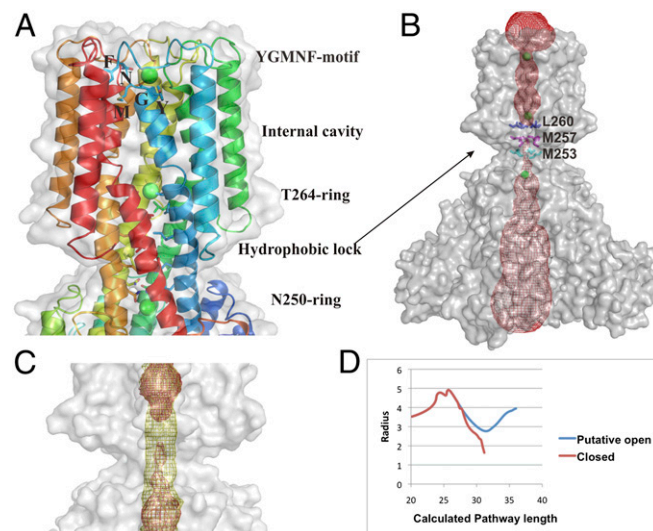 A
F
N
G
M
Y
YGMNF-motif
Internal cavity
T264-ring
Hydrophobic lock
N250-ring
B
L260
M257
M253
C
D
6
5
4
3
2
1
0
Radius
20 25 30 35 40
Calculated Pathway length
Putative open
Closed